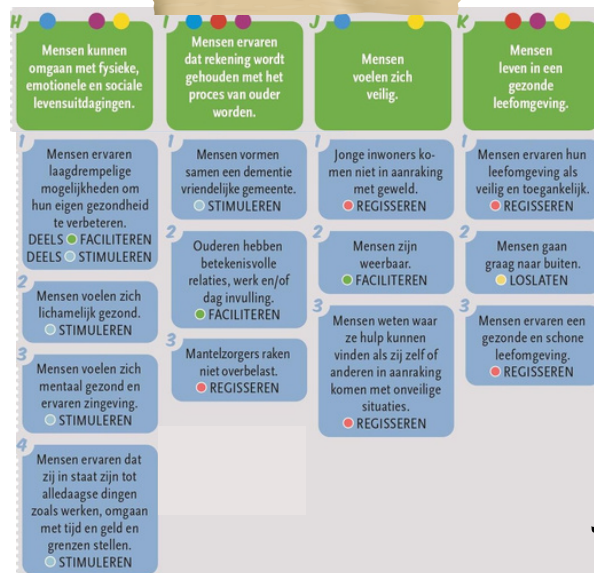 H
Mensen kunnen
omgaan met fysieke,
emotionele en sociale
levensuitdagingen.
1
Mensen ervaren
laagdrempelige
mogelijkheden om
hun eigen gezondheid
te verbeteren.
DEELS FACILITEREN
DEELS STIMULEREN
2
Mensen voelen zich
lichamelijk gezond.
STIMULEREN
3
Mensen voelen zich
mentaal gezond en
ervaren zingeving.
STIMULEREN
4
Mensen ervaren dat
zij in staat zijn tot
alledaagse dingen
zoals werken, omgaan
met tijd en geld en
grenzen stellen.
STIMULEREN
I
Mensen ervaren
dat rekening wordt
gehouden met het
proces van ouder
worden.
1
Mensen vormen
samen een dementie
vriendelijke gemeente.
STIMULEREN
2
Ouderen hebben
betekenisvolle
relaties, werk en/of
dag invulling.
FACILITEREN
3
Mantelzorgers raken
niet overbelast.
REGISSEREN
J
Mensen
voelen zich
veilig.
1
Jonge inwoners ko-
men niet in aanraking
met geweld.
REGISSEREN
2
Mensen zijn
weerbaar.
FACILITEREN
3
Mensen weten waar
ze hulp kunnen
vinden als zij zelf of
anderen in aanraking
komen met onveilige
situaties.
REGISSEREN
K
Mensen
leven in een
gezonde
leefomgeving.
1
Mensen ervaren hun
leefomgeving als
veilig en toegankelijk.
REGISSEREN
2
Mensen gaan
graag naar buiten.
LOSLATEN
3
Mensen ervaren een
gezonde en schone
leefomgeving.
REGISSEREN